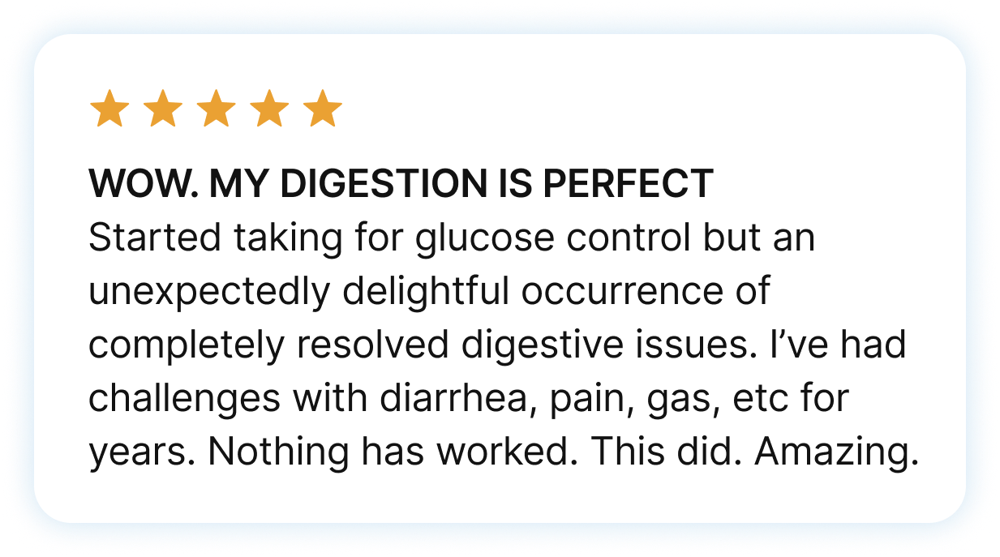 WOW. MY DIGESTION IS PERFECT
Started taking for glucose control but an
unexpectedly delightful occurrence of
completely resolved digestive issues. I’ve had
challenges with diarrhea, pain, gas, etc for
years. Nothing has worked. This did. Amazing.